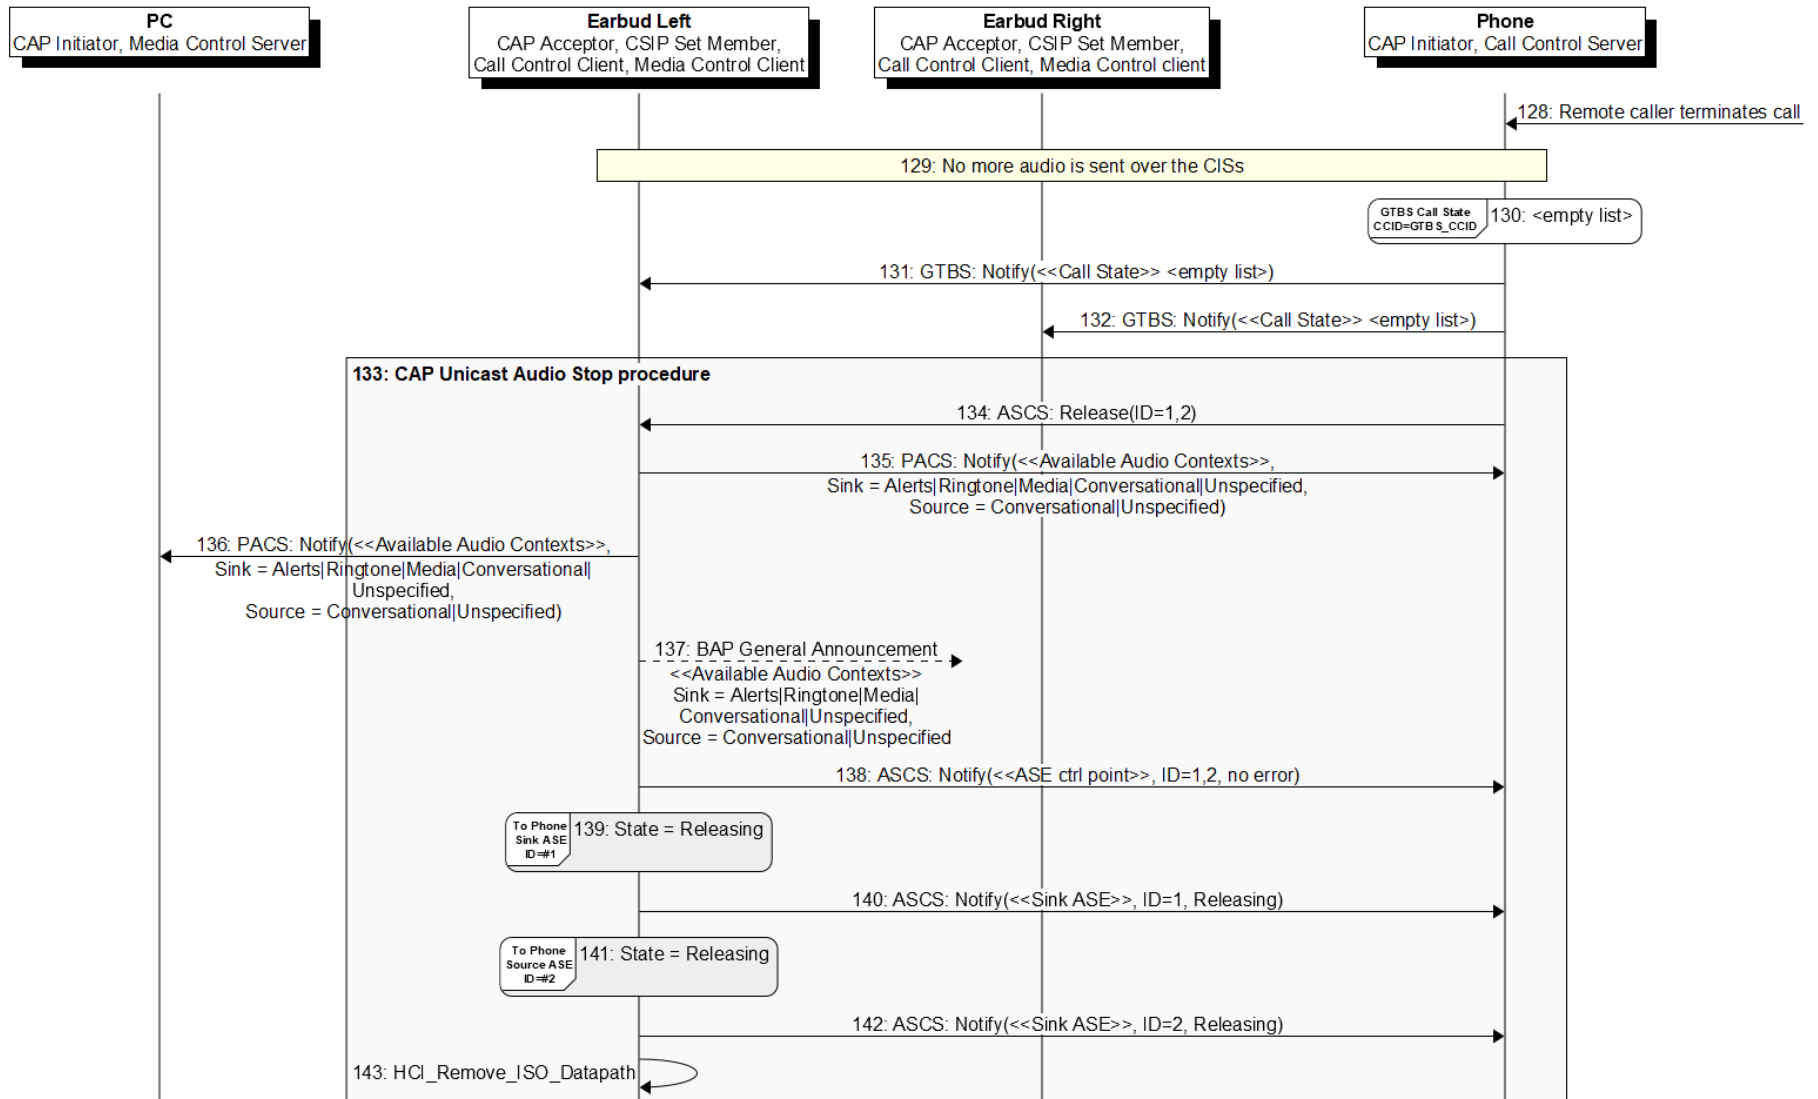 PC
CAP Initiator, Media Control Server
Earbud Left
CAP Acceptor, CSIP Set Member,
Call Control Client, Media Control Client
Earbud Right
CAP Acceptor, CSIP Set Member,
Call Control Client, Media Control client
Phone
CAP Initiator, Call Control Server
128: Remote caller terminates call
129: No more audio is sent over the CISs
GTBS Call State
CCID=GTBS_CCID
130: <empty list>
131: GTBS: Notify(<<Call State>> <empty list>)
132: GTBS: Notify(<<Call State>> <empty list>)
133: CAP Unicast Audio Stop procedure
134: ASCS: Release(ID=1,2)
135: PACS: Notify(<<Available Audio Contexts>>,
Sink = Alerts|Ringtone|Media|Conversational|Unspecified,
Source = Conversational|Unspecified)
136: PACS: Notify(<<Available Audio Contexts>>,
Sink = Alerts|Ringtone|Media|Conversational|
Unspecified,
Source = Conversational|Unspecified)
137: BAP General Announcement
<<Available Audio Contexts>>
Sink = Alerts|Ringtone|Media|
Conversational|Unspecified,
Source = Conversational|Unspecified
138: ASCS: Notify(<<ASE ctrl point>>, ID=1,2, no error)
To Phone
Sink ASE
ID=#1
139: State = Releasing
140: ASCS: Notify(<<Sink ASE>>, ID=1, Releasing)
To Phone
Source ASE
ID=#2
141: State = Releasing
142: ASCS: Notify(<<Sink ASE>>, ID=2, Releasing)
143: HCI_Remove_ISO_Datapath